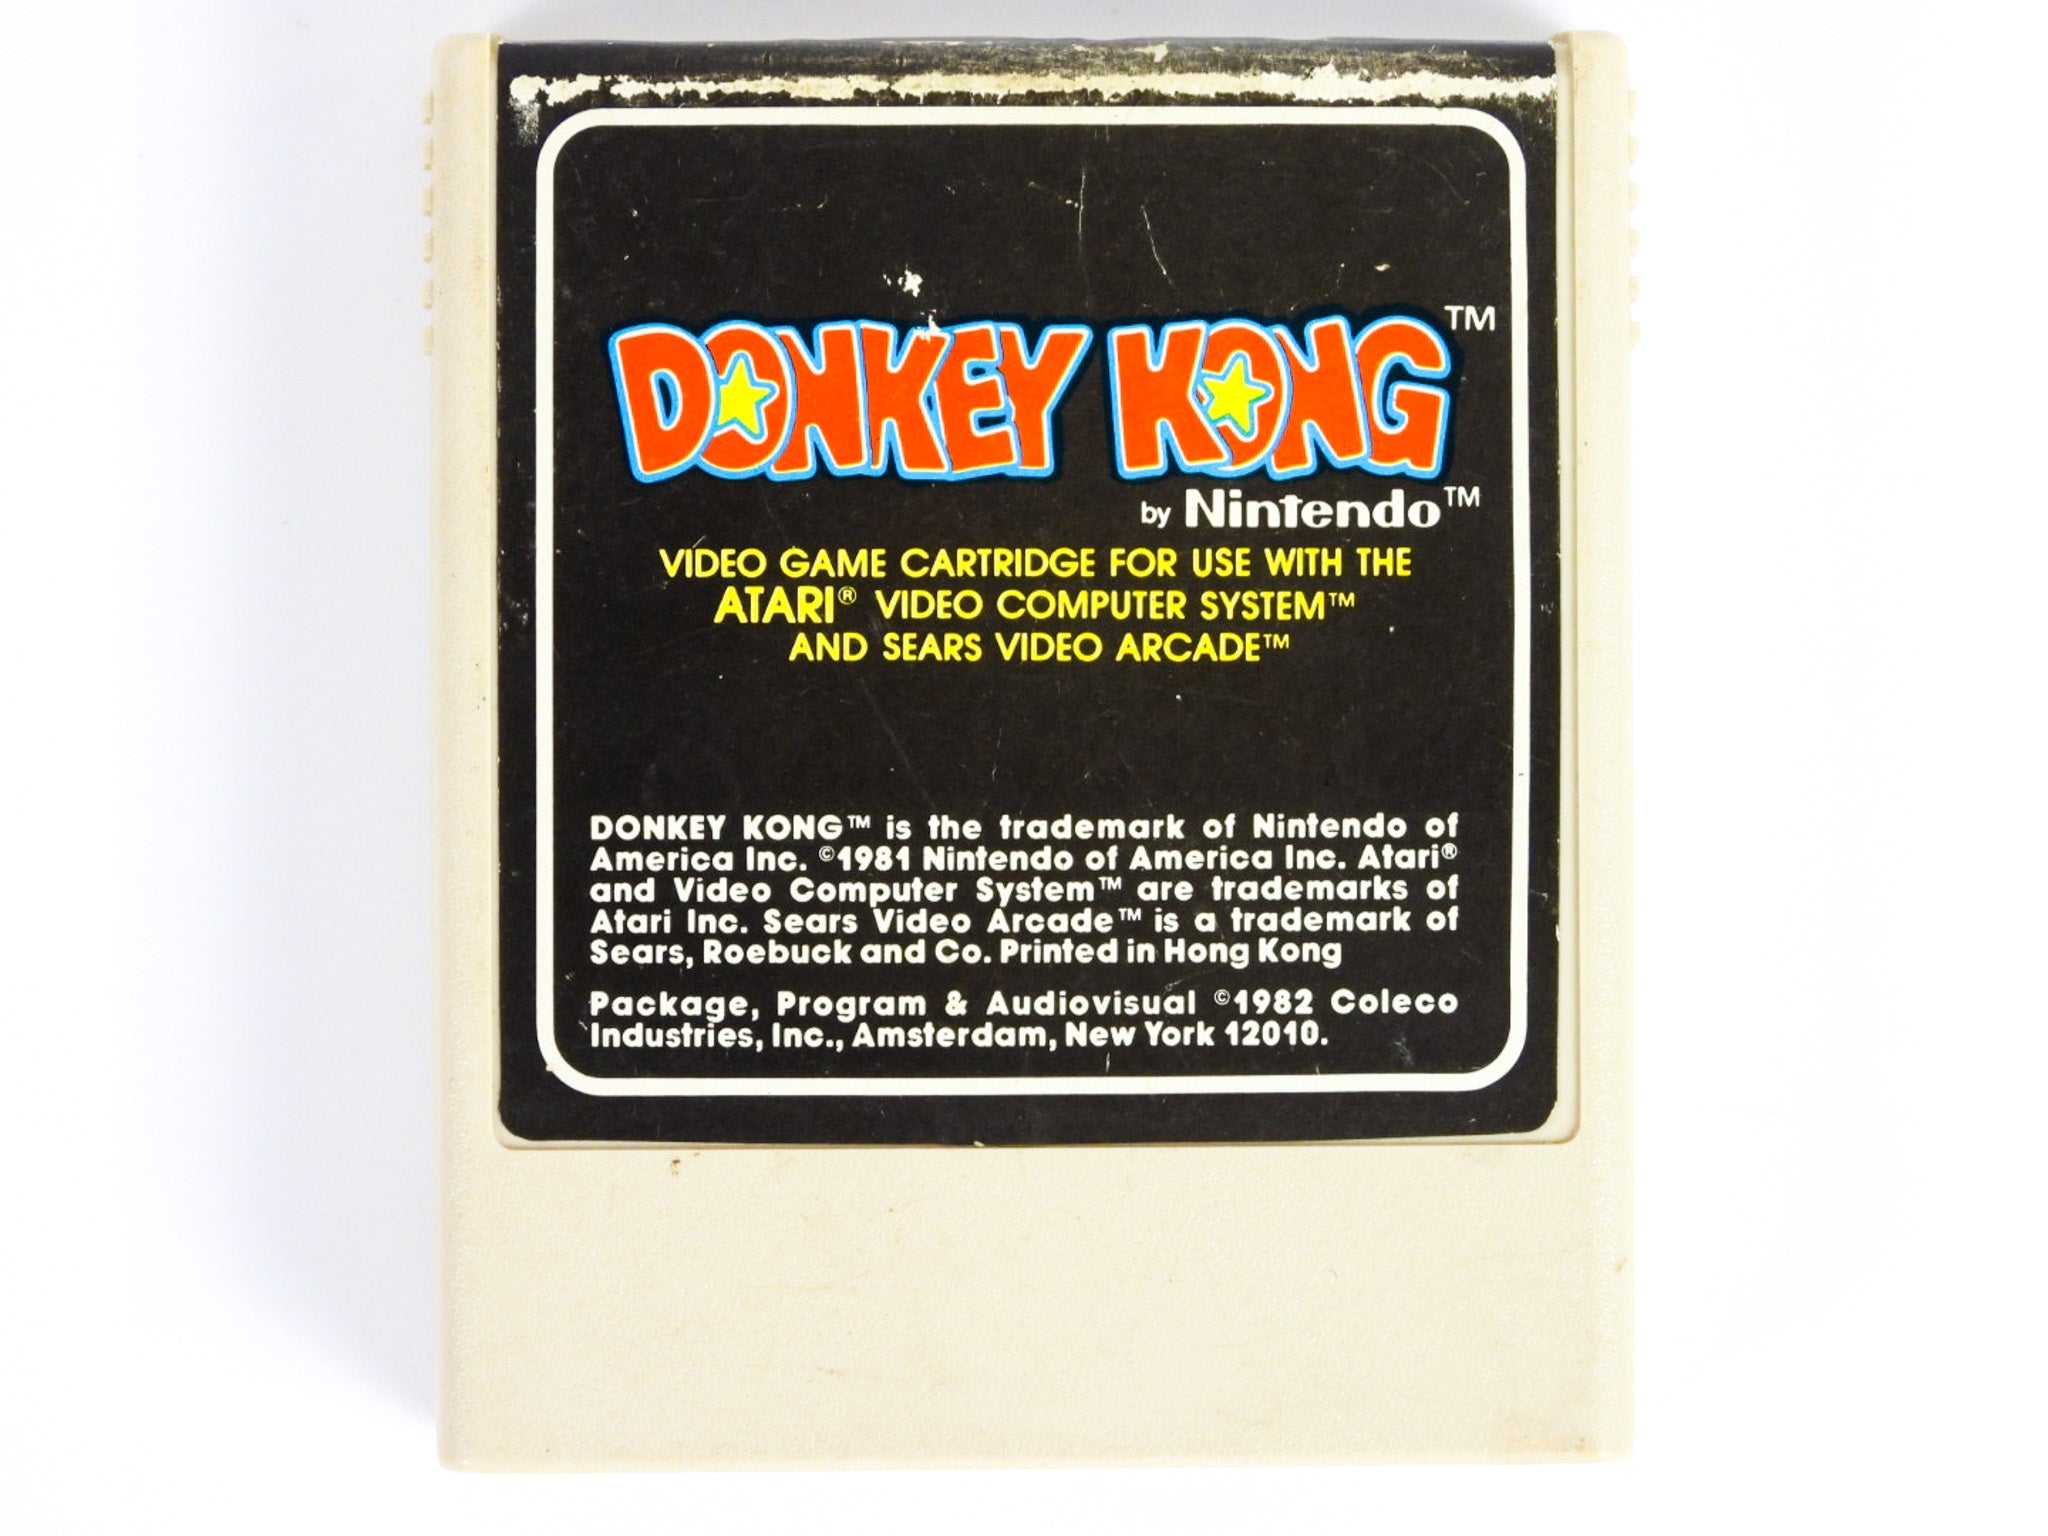 DONKEY KONG™
by Nintendo™
VIDEO GAME CARTRIDGE FOR USE WITH THE
ATARI® VIDEO COMPUTER SYSTEM™
AND SEARS VIDEO ARCADE™
DONKEY KONG™ is the trademark of Nintendo of
America Inc. ©1981 Nintendo of America Inc. Atari®
and Video Computer System™ are trademarks of
Atari Inc. Sears Video Arcade™ is a trademark of
Sears, Roebuck and Co. Printed in Hong Kong
Package, Program & Audiovisual ©1982 Coleco
Industries, Inc., Amsterdam, New York 12010.